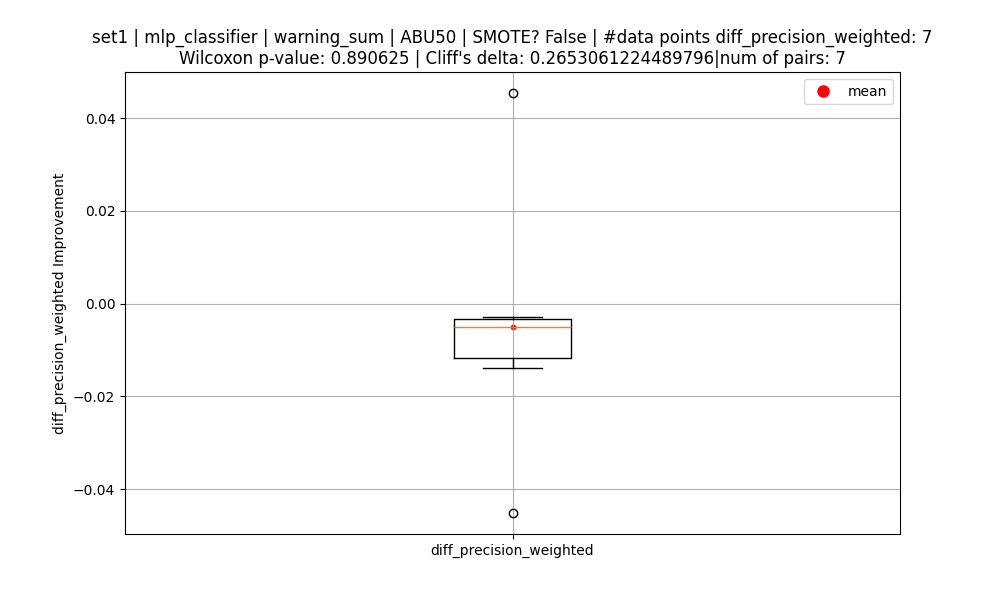 set1 | mlp_classifier | warning_sum | ABU50 | SMOTE? False | #data points diff_precision_weighted: 7
Wilcoxon p-value: 0.890625 | Cliff's delta: 0.2653061224489796|num of pairs: 7
mean
0.04
0.02
0.00
−0.02
−0.04
diff_precision_weighted Improvement
diff_precision_weighted